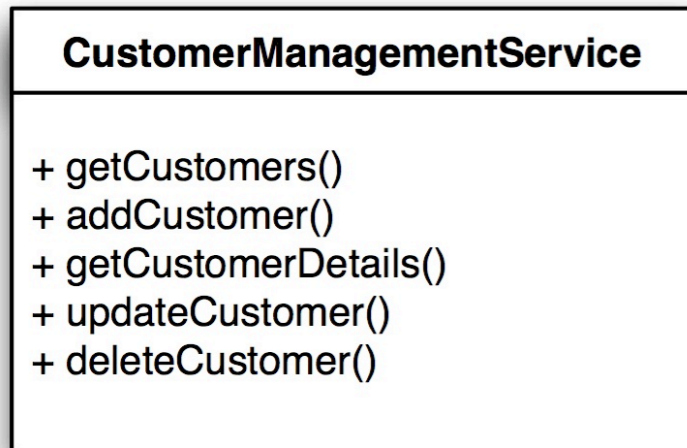 CustomerManagementService
+ getCustomers()
+ addCustomer()
+ getCustomerDetails()
+ updateCustomer()
+ deleteCustomer()